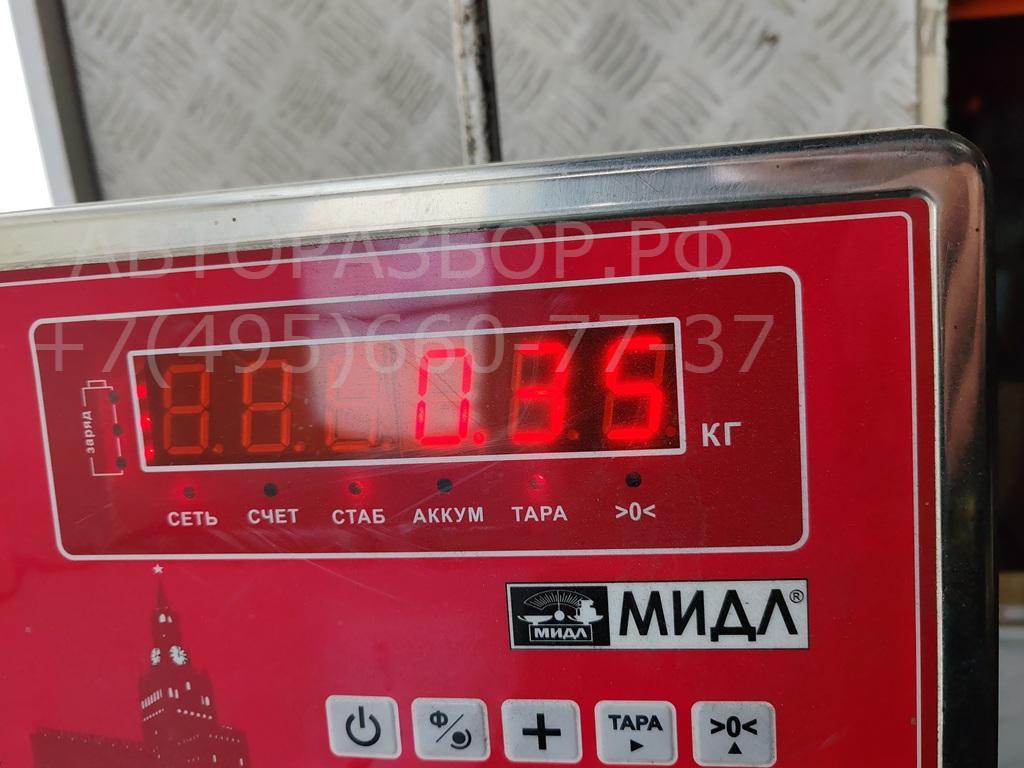 АВТОРАЗБОР.РФ
+7(495)660-77-37
заряд
0.35 кг
СЕТЬ СЧЕТ СТАБ АККУМ ТАРА >0<
МИДЛ МИДЛ®
Ф/ + ТАРА >0<